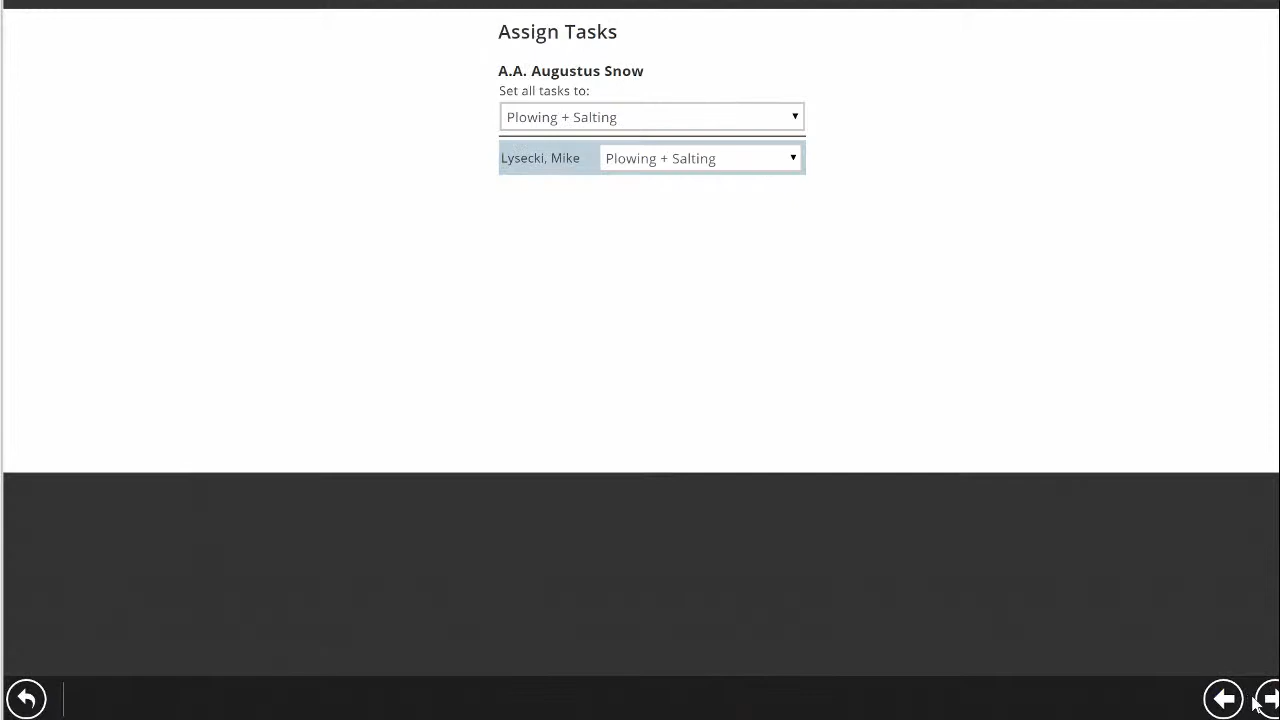 Assign Tasks
A.A. Augustus Snow
Set all tasks to:
Plowing + Salting
Lysecki, Mike Plowing + Salting